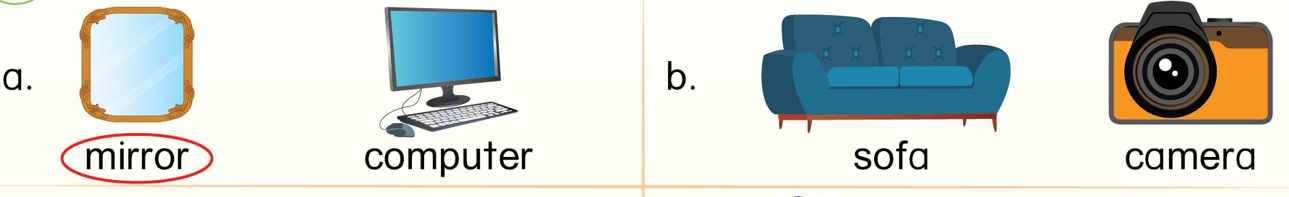 a.
mirror
computer
b.
sofa
camera